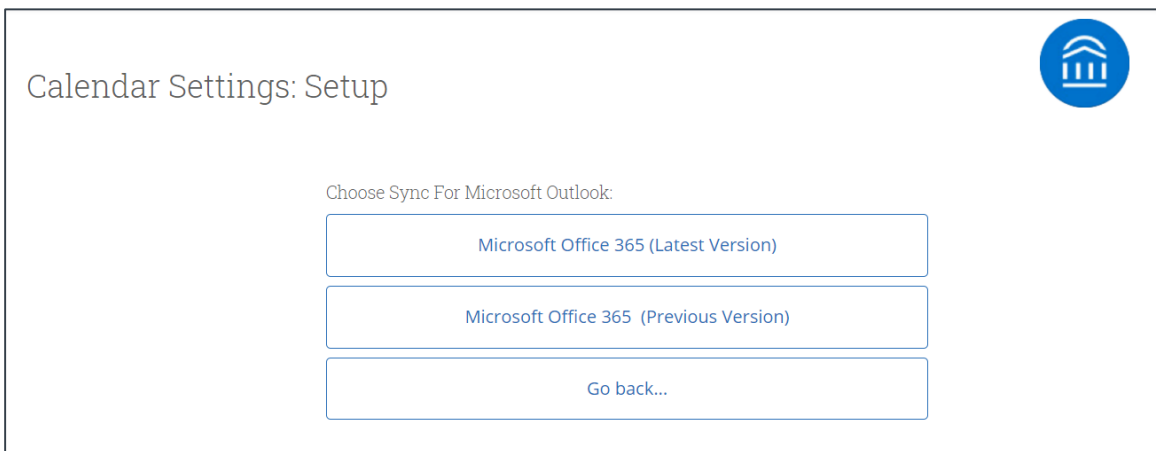 Calendar Settings: Setup
Choose Sync For Microsoft Outlook:
Microsoft Office 365 (Latest Version)
Microsoft Office 365  (Previous Version)
Go back...